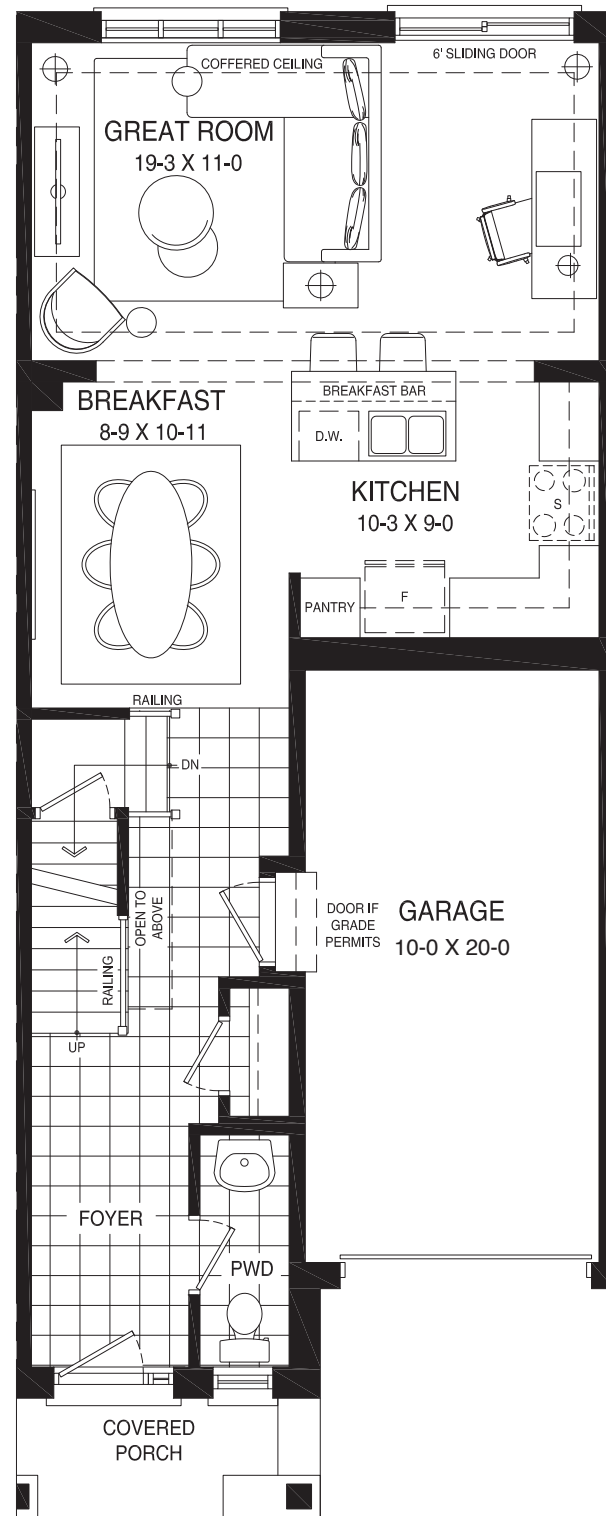 COFFERED CEILING
6' SLIDING DOOR
GREAT ROOM
19-3 X 11-0
BREAKFAST BAR
BREAKFAST
8-9 X 10-11
D.W.
KITCHEN
10-3 X 9-0
S
PANTRY
F
RAILING
DN
OPEN TO
ABOVE
RAILING
UP
DOOR IF
GRADE
PERMITS
GARAGE
10-0 X 20-0
FOYER
PWD
COVERED
PORCH